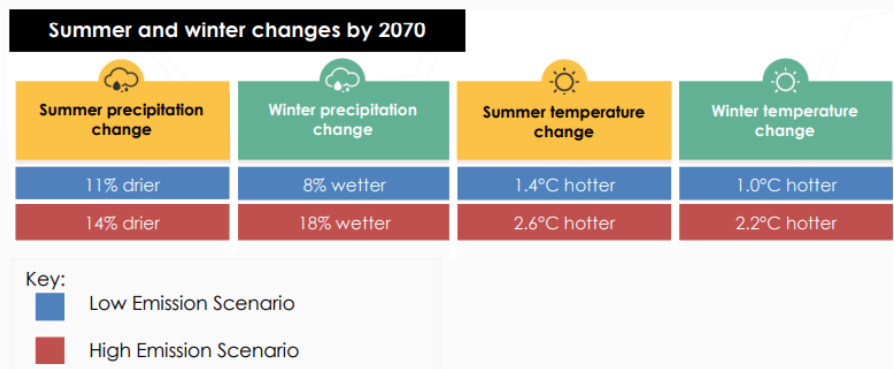 Summer and winter changes by 2070
Summer precipitation
change
Winter precipitation
change
Summer temperature
change
Winter temperature
change
11% drier
8% wetter
1.4°C hotter
1.0°C hotter
14% drier
18% wetter
2.6°C hotter
2.2°C hotter
Key:
Low Emission Scenario
High Emission Scenario